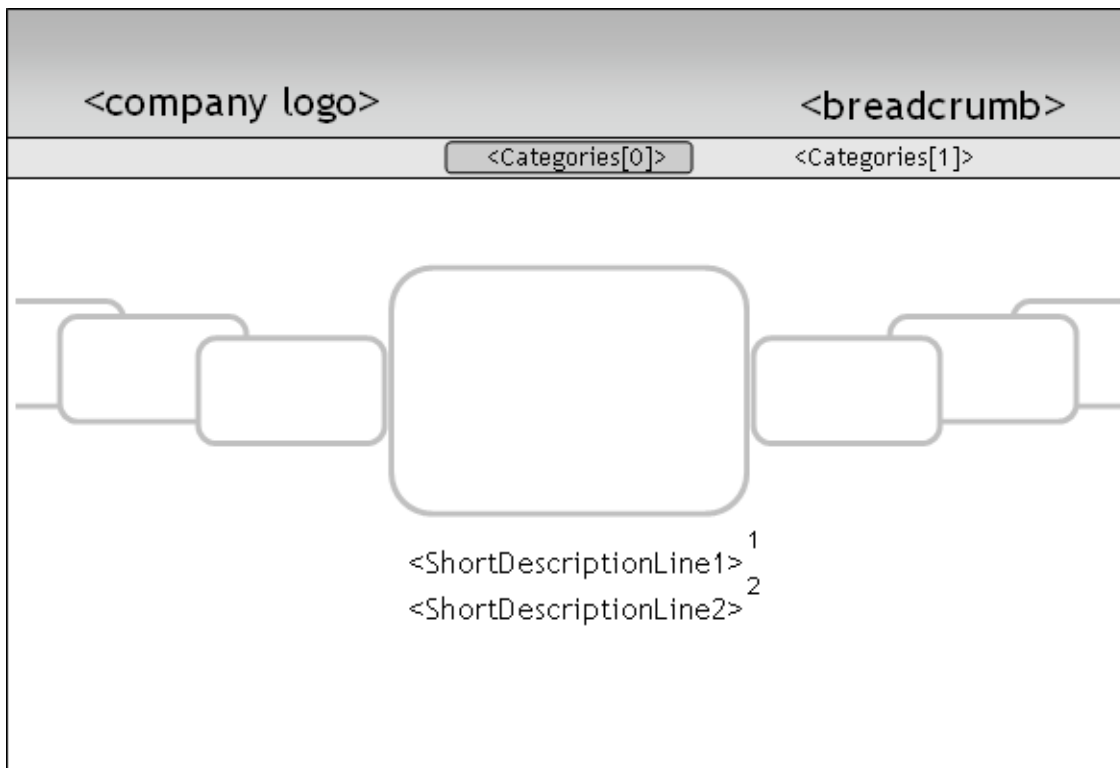 <company logo> <breadcrumb>
<Categories[0]> <Categories[1]>
<ShortDescriptionLine1>1
<ShortDescriptionLine2>2